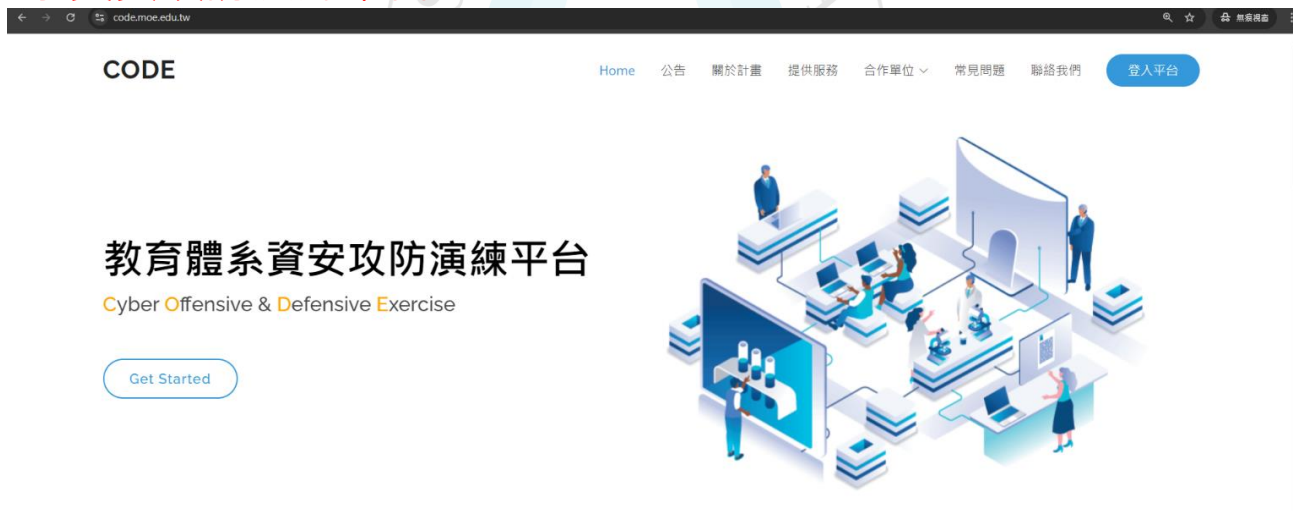 code.moe.edu.tw
無痕視窗
CODE
Home 公告 關於計畫 提供服務 合作單位 常見問題 聯絡我們 登入平台
教育體系資安攻防演練平台
Cyber Offensive & Defensive Exercise
Get Started